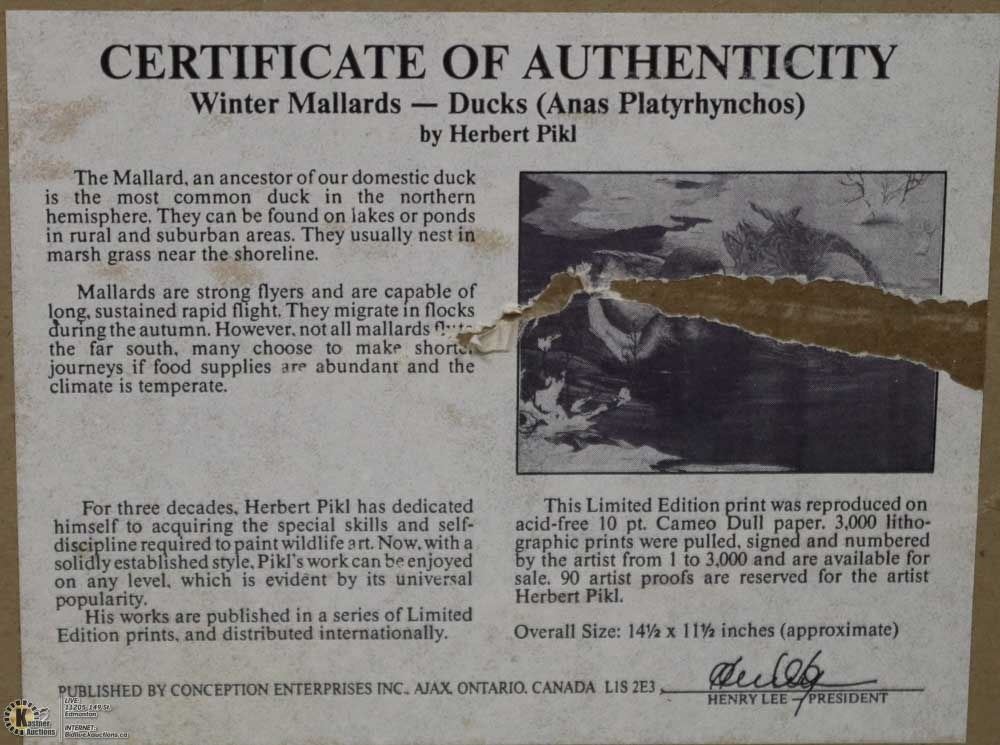 CERTIFICATE OF AUTHENTICITY
Winter Mallards — Ducks (Anas Platyrhynchos)
by Herbert Pikl
The Mallard, an ancestor of our domestic duck
is the most common duck in the northern
hemisphere. They can be found on lakes or ponds
in rural and suburban areas. They usually nest in
marsh grass near the shoreline.
Mallards are strong flyers and are capable of
long, sustained rapid flight. They migrate in flocks
during the autumn. However, not all mallards
the far south, many choose to make
journeys if food supplies are abundant and the
climate is temperate.
For three decades, Herbert Pikl has dedicated
himself to acquiring the special skills and self-
discipline required to paint wildlife art. Now, with a
solidly established style, Pikl's work can be enjoyed
on any level, which is evident by its universal
popularity.
His works are published in a series of Limited
Edition prints, and distributed internationally.
This Limited Edition print was reproduced on
acid-free 10 pt. Cameo Dull paper. 3,000 litho-
graphic prints were pulled, signed and numbered
by the artist from 1 to 3,000 and are available for
sale. 90 artist proofs are reserved for the artist
Herbert Pikl.
Overall Size: 14½ x 11½ inches (approximate)
PUBLISHED BY CONCEPTION ENTERPRISES INC., AJAX, ONTARIO, CANADA L1S 2E3
HENRY LEE — PRESIDENT
Kastner
Auctions
LIVE:
11205-149 St.
Edmonton
INTERNET:
Bidlive.kauctions.ca